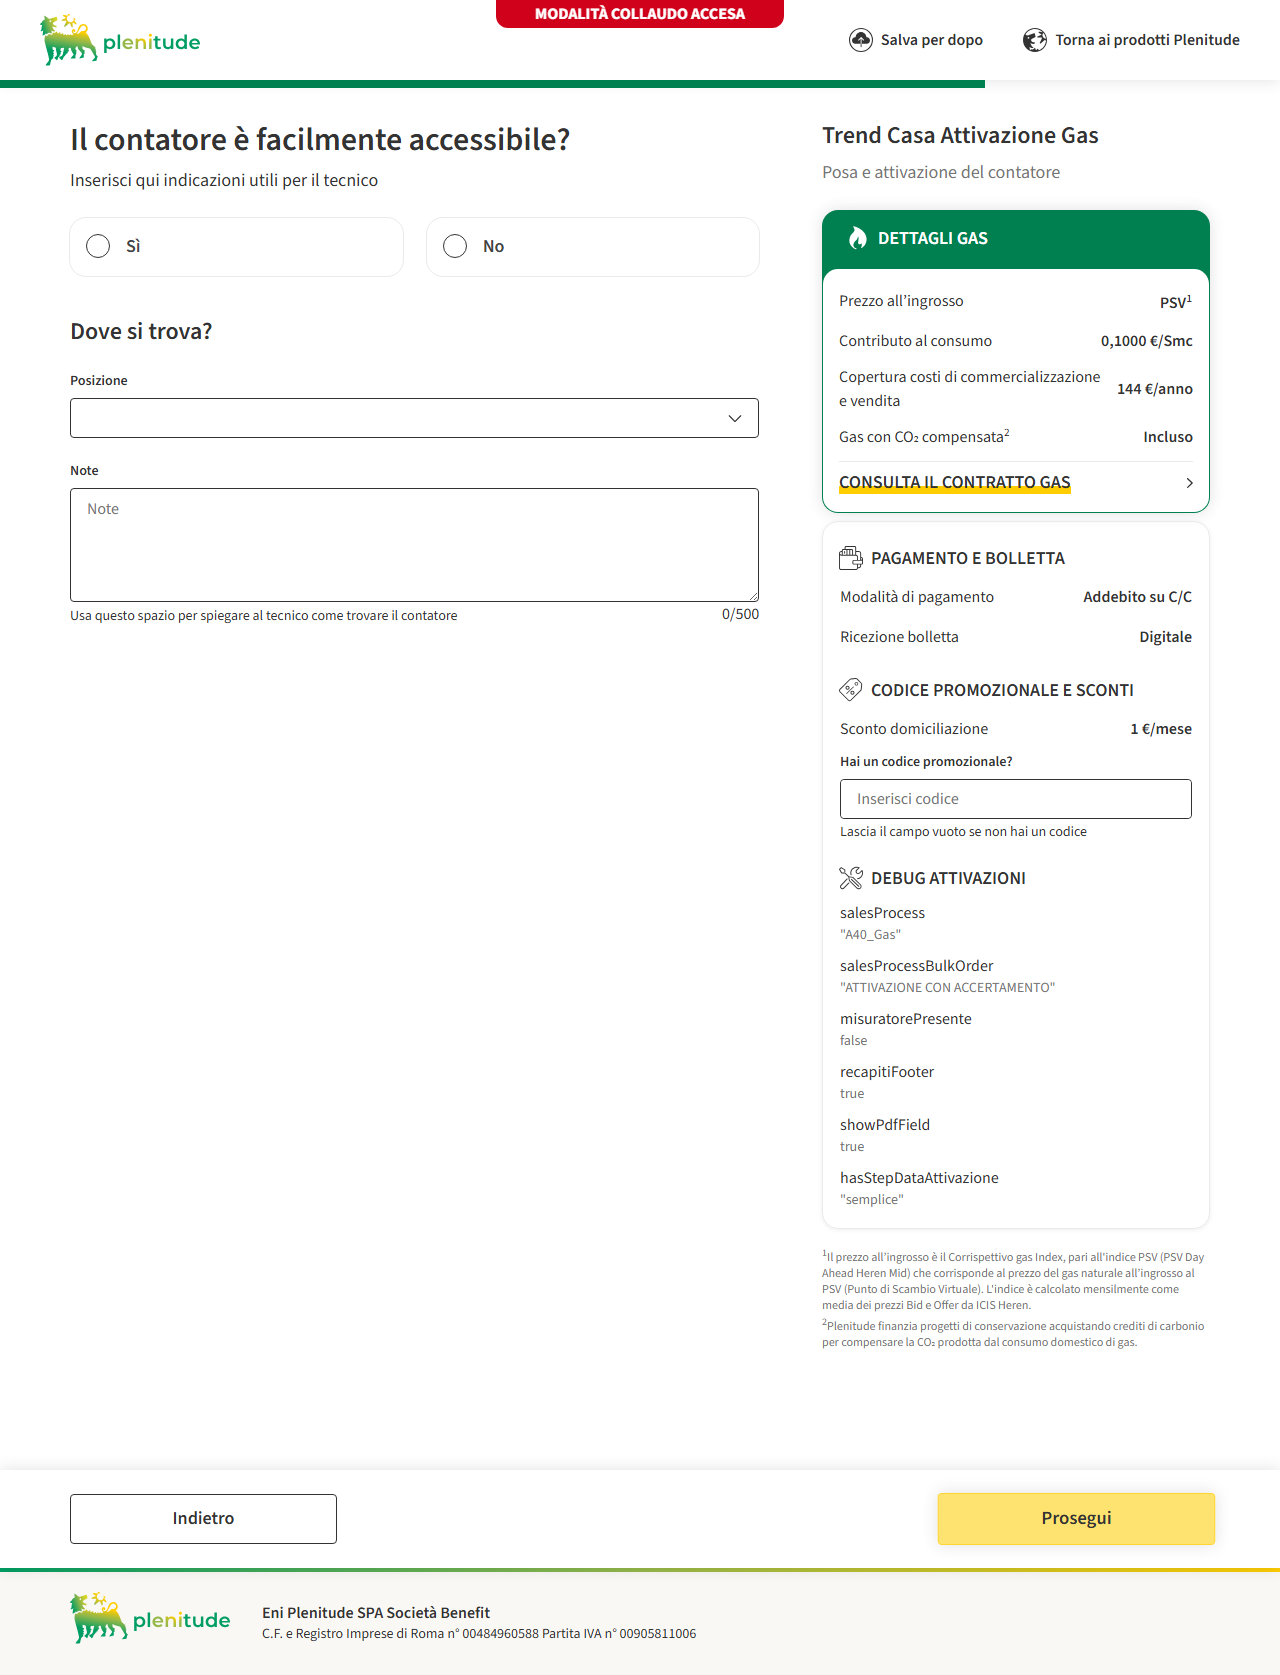 MODALITÀ COLLAUDO ACCESA
plenitude
Salva per dopo
Torna ai prodotti Plenitude
Il contatore è facilmente accessibile?
Inserisci qui indicazioni utili per il tecnico
Sì
No
Dove si trova?
Posizione
Note
Note
Usa questo spazio per spiegare al tecnico come trovare il contatore
0/500
Trend Casa Attivazione Gas
Posa e attivazione del contatore
DETTAGLI GAS
Prezzo all’ingrosso
PSV¹
Contributo al consumo
0,1000 €/Smc
Copertura costi di commercializzazione
e vendita
144 €/anno
Gas con CO₂ compensata²
Incluso
CONSULTA IL CONTRATTO GAS
PAGAMENTO E BOLLETTA
Modalità di pagamento
Addebito su C/C
Ricezione bolletta
Digitale
CODICE PROMOZIONALE E SCONTI
Sconto domiciliazione
1 €/mese
Hai un codice promozionale?
Inserisci codice
Lascia il campo vuoto se non hai un codice
DEBUG ATTIVAZIONI
salesProcess
"A40_Gas"
salesProcessBulkOrder
"ATTIVAZIONE CON ACCERTAMENTO"
misuratorePresente
false
recapitiFooter
true
showPdfField
true
hasStepDataAttivazione
"semplice"
¹Il prezzo all’ingrosso è il Corrispettivo gas Index, pari all'indice PSV (PSV Day
Ahead Heren Mid) che corrisponde al prezzo del gas naturale all’ingrosso al
PSV (Punto di Scambio Virtuale). L'indice è calcolato mensilmente come
media dei prezzi Bid e Offer da ICIS Heren.
²Plenitude finanzia progetti di conservazione acquistando crediti di carbonio
per compensare la CO₂ prodotta dal consumo domestico di gas.
Indietro
Prosegui
plenitude
Eni Plenitude SPA Società Benefit
C.F. e Registro Imprese di Roma n° 00484960588 Partita IVA n° 00905811006